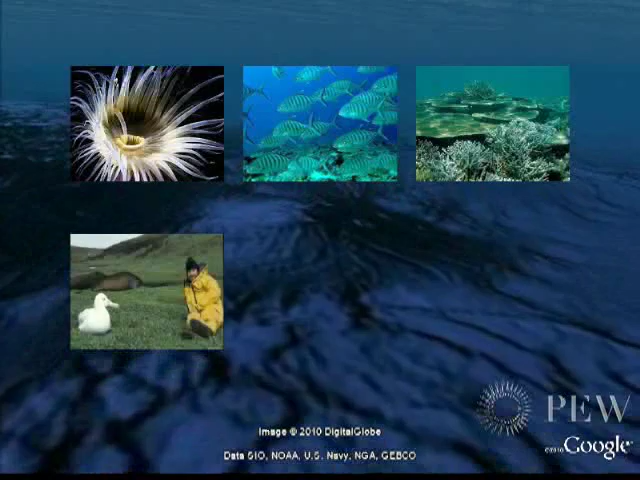 PEW
Image © 2010 DigitalGlobe
Google
Data SIO, NOAA, U.S. Navy, NGA, GEBCO